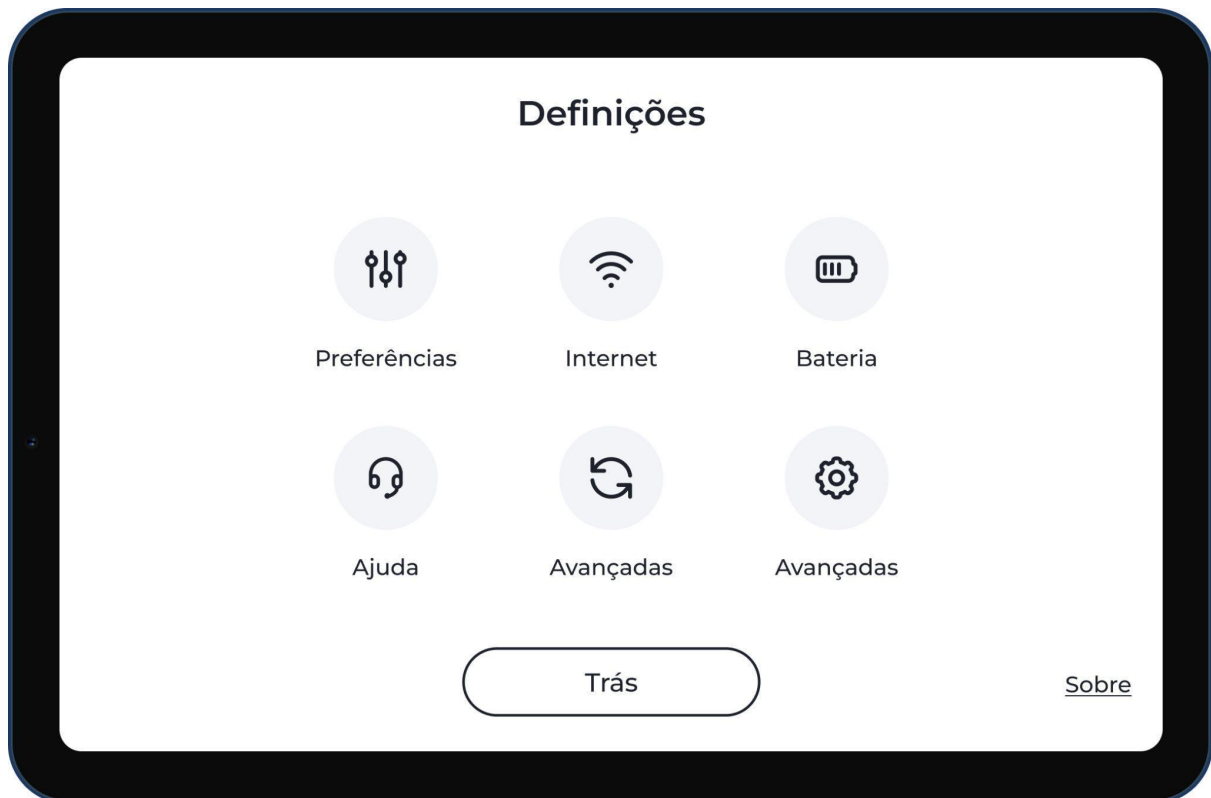 Definições
Preferências
Internet
Bateria
Ajuda
Avançadas
Avançadas
Trás
Sobre